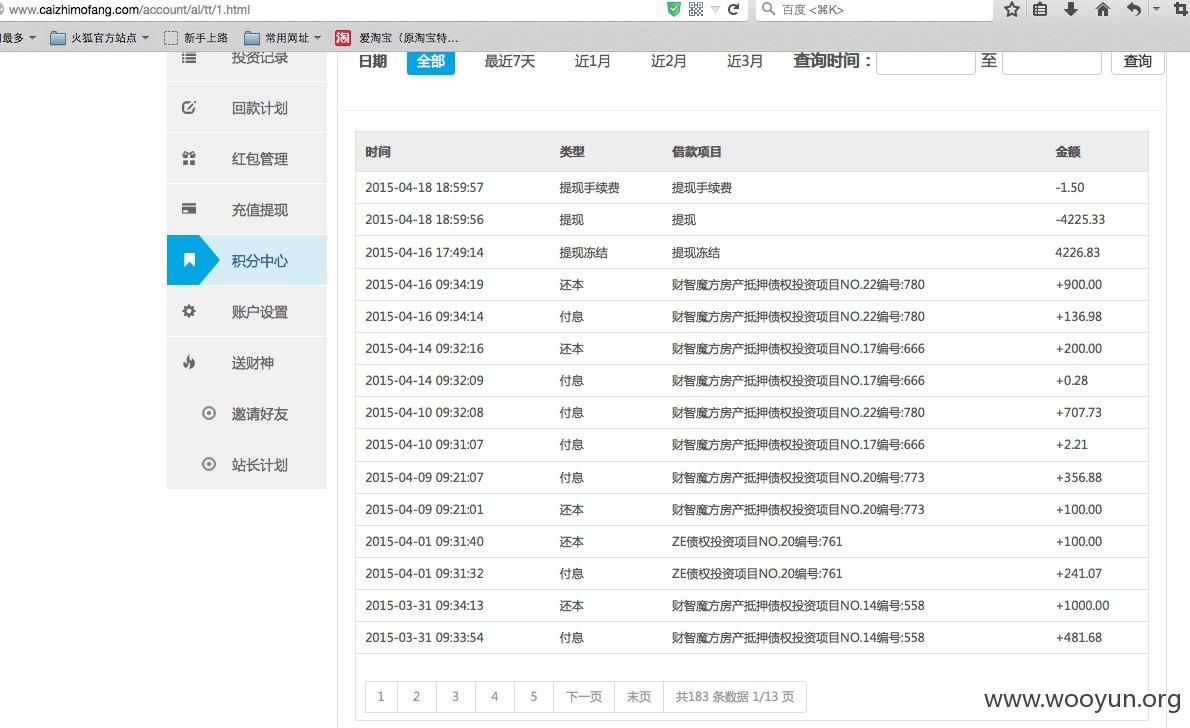 www.caizhimofang.com/account/al/tt/1.html 百度 <⌘K>
最多 火狐官方站点 新手上路 常用网址 淘 爱淘宝（原淘宝特...
投资记录
日期 全部 最近7天 近1月 近2月 近3月 查询时间： 至 查询
回款计划
红包管理
充值提现
积分中心
账户设置
送财神
邀请好友
站长计划
时间 类型 借款项目 金额
2015-04-18 18:59:57 提现手续费 提现手续费 -1.50
2015-04-18 18:59:56 提现 提现 -4225.33
2015-04-16 17:49:14 提现冻结 提现冻结 4226.83
2015-04-16 09:34:19 还本 财智魔方房产抵押债权投资项目NO.22编号:780 +900.00
2015-04-16 09:34:14 付息 财智魔方房产抵押债权投资项目NO.22编号:780 +136.98
2015-04-14 09:32:16 还本 财智魔方房产抵押债权投资项目NO.17编号:666 +200.00
2015-04-14 09:32:09 付息 财智魔方房产抵押债权投资项目NO.17编号:666 +0.28
2015-04-10 09:32:08 付息 财智魔方房产抵押债权投资项目NO.22编号:780 +707.73
2015-04-10 09:31:07 付息 财智魔方房产抵押债权投资项目NO.17编号:666 +2.21
2015-04-09 09:21:07 付息 财智魔方房产抵押债权投资项目NO.20编号:773 +356.88
2015-04-09 09:21:01 还本 财智魔方房产抵押债权投资项目NO.20编号:773 +100.00
2015-04-01 09:31:40 还本 ZE债权投资项目NO.20编号:761 +100.00
2015-04-01 09:31:32 付息 ZE债权投资项目NO.20编号:761 +241.07
2015-03-31 09:34:13 还本 财智魔方房产抵押债权投资项目NO.14编号:558 +1000.00
2015-03-31 09:33:54 付息 财智魔方房产抵押债权投资项目NO.14编号:558 +481.68
1 2 3 4 5 下一页 末页 共183 条数据 1/13 页
www.wooyun.org